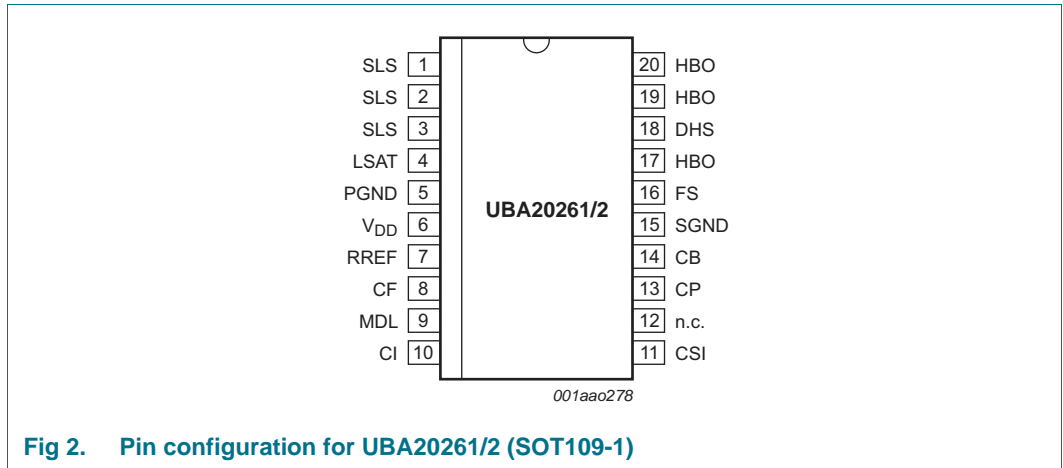 SLS 1
SLS 2
SLS 3
LSAT 4
PGND 5
VDD 6
RREF 7
CF 8
MDL 9
CI 10
UBA20261/2
20 HBO
19 HBO
18 DHS
17 HBO
16 FS
15 SGND
14 CB
13 CP
12 n.c.
11 CSI
001aao278
Fig 2. Pin configuration for UBA20261/2 (SOT109-1)